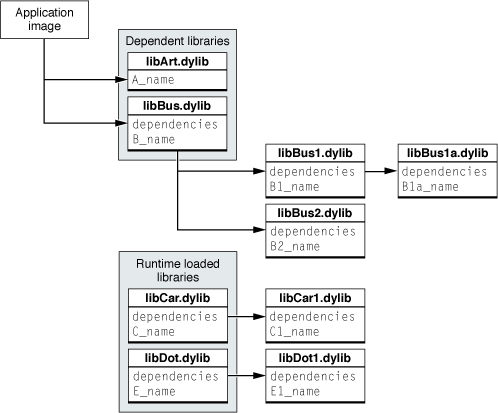 Application
image
Dependent libraries
libArt.dylib
A_name
libBus.dylib
dependencies
B_name
libBus1.dylib
dependencies
B1_name
libBus1a.dylib
dependencies
B1a_name
libBus2.dylib
dependencies
B2_name
Runtime loaded
libraries
libCar.dylib
dependencies
C_name
libCar1.dylib
dependencies
C1_name
libDot.dylib
dependencies
E_name
libDot1.dylib
dependencies
E1_name